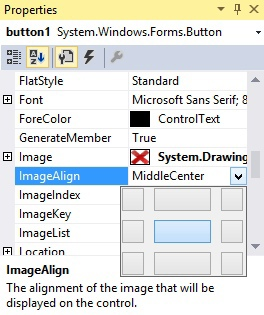 Properties
button1 System.Windows.Forms.Button
FlatStyle Standard
Font Microsoft Sans Serif; 8
ForeColor ControlText
GenerateMember True
Image System.Drawing
ImageAlign MiddleCenter
ImageIndex
ImageKey
ImageList
Location
ImageAlign
The alignment of the image that will be
displayed on the control.